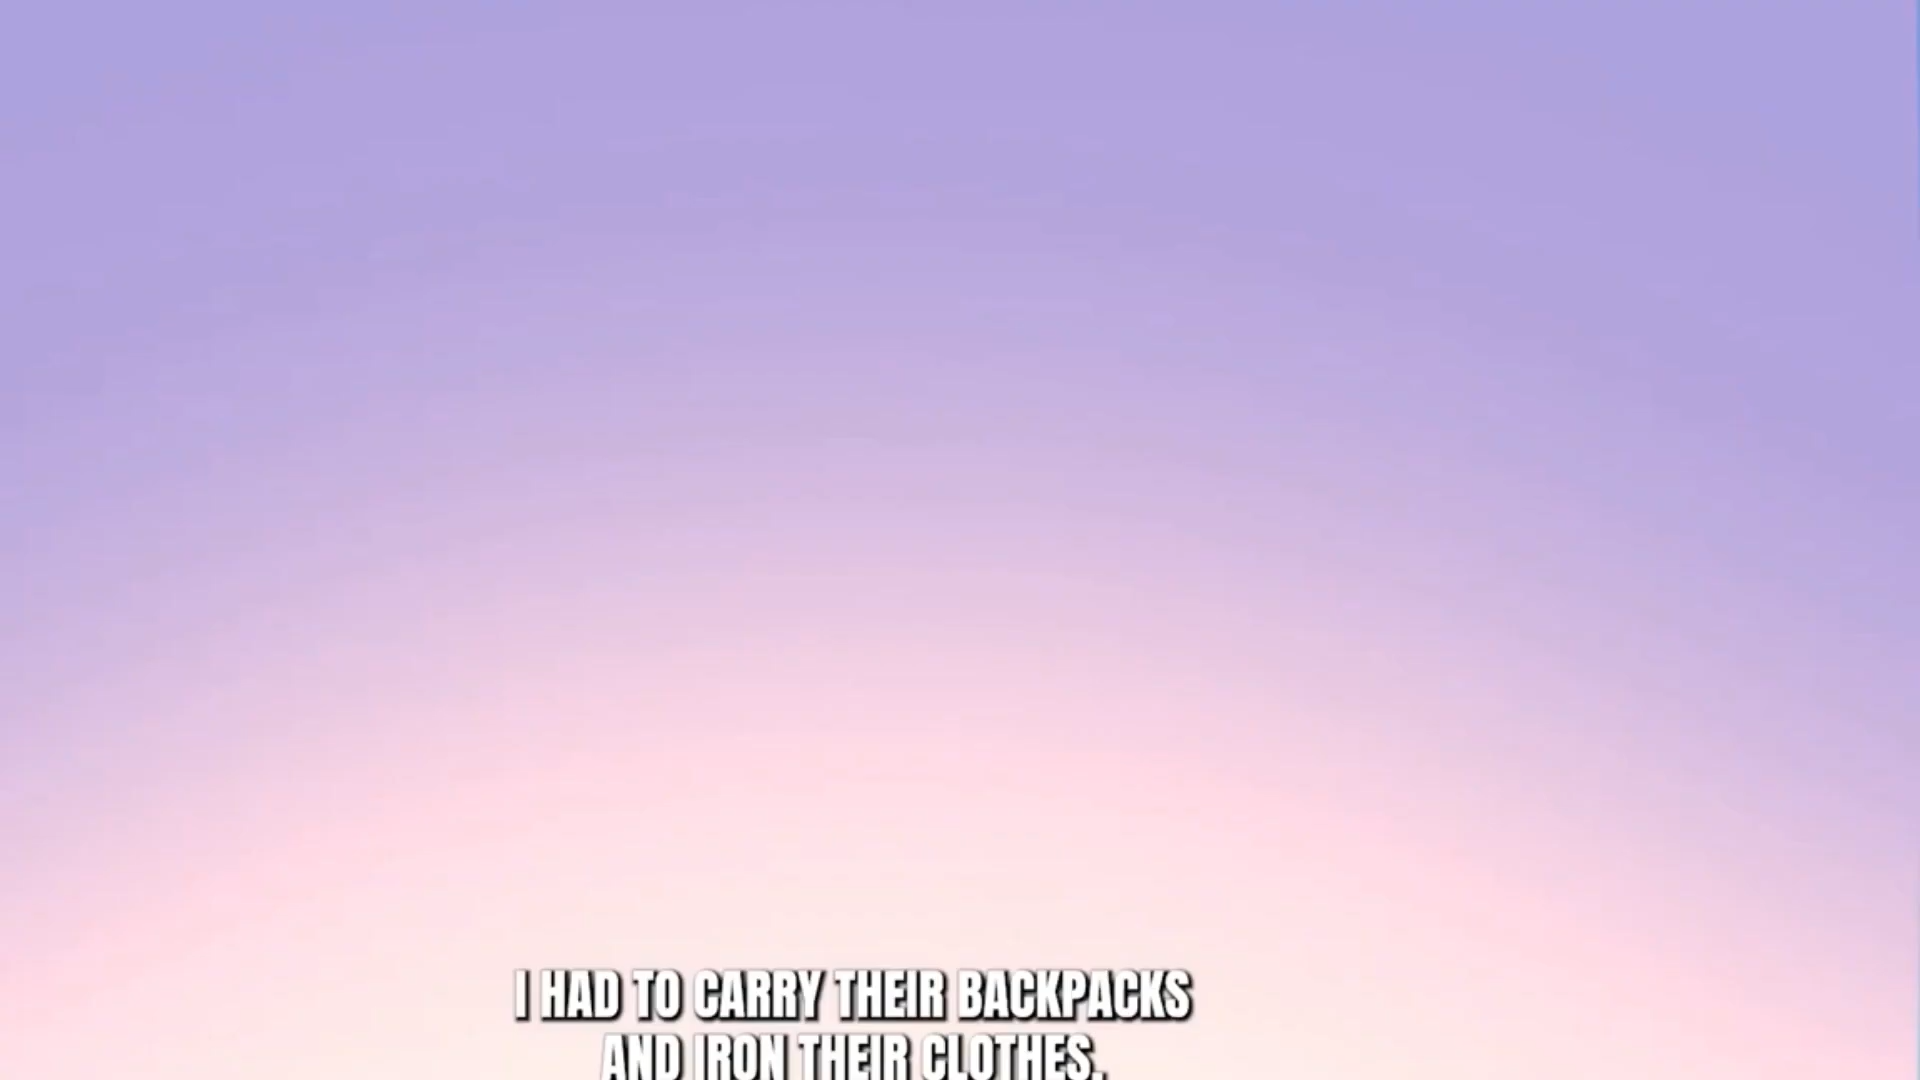 I HAD TO CARRY THEIR BACKPACKS
AND IRON THEIR CLOTHES.